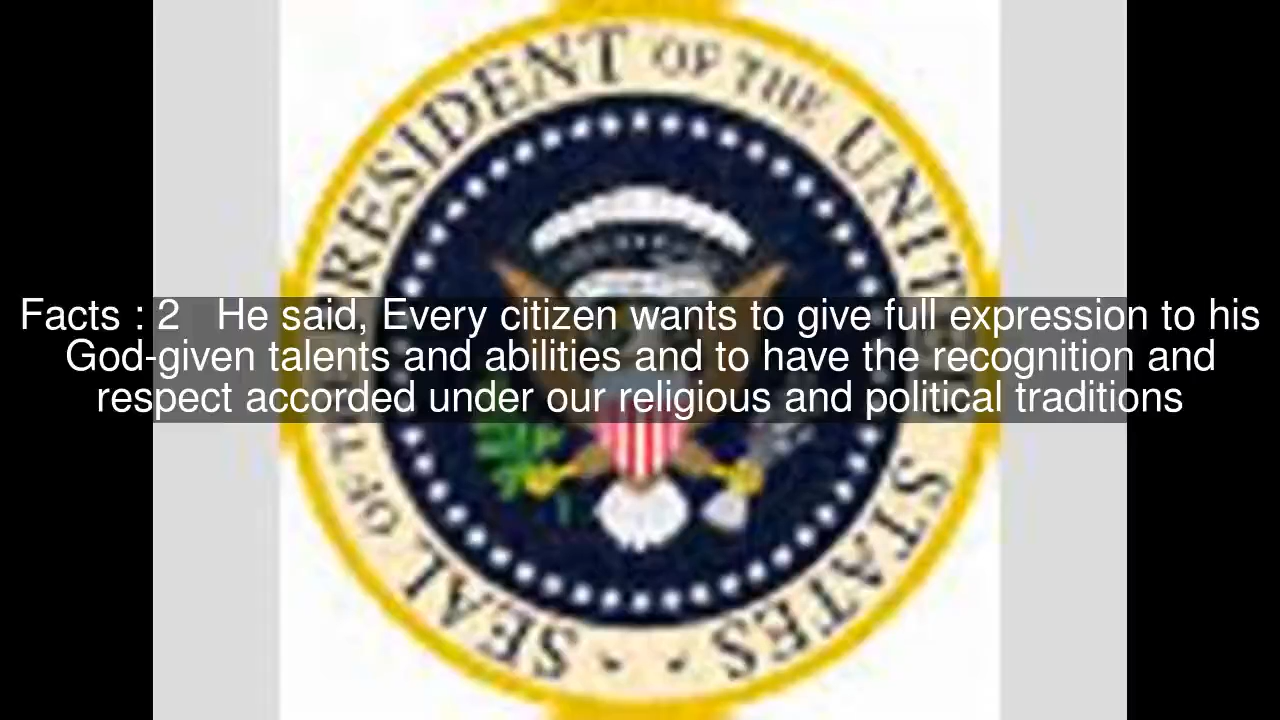 SEAL OF THE PRESIDENT OF THE UNITED STATES
Facts : 2 He said, Every citizen wants to give full expression to his
God-given talents and abilities and to have the recognition and
respect accorded under our religious and political traditions